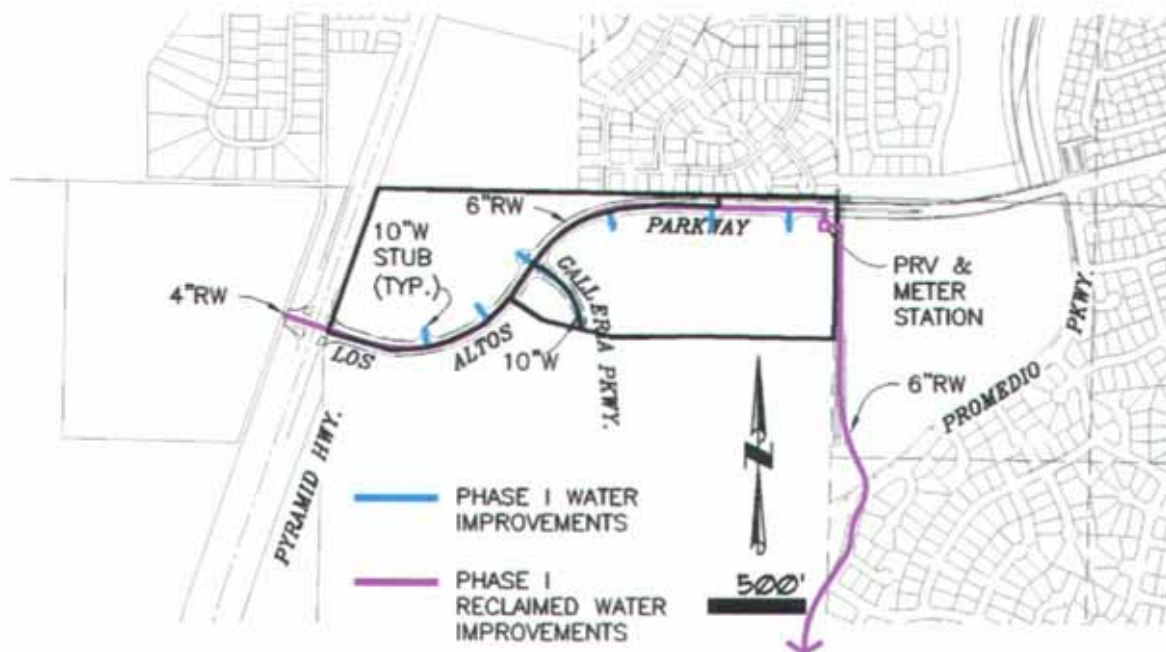 6"RW
PARKWAY
10"W
STUB
(TYP.)
4"RW
GALLERIA PKWY.
PRV &
METER
STATION
PKWY.
LOS
ALTOS
10"W
6"RW
PROMEDIO
PYRAMID HWY.
N
PHASE I WATER
IMPROVEMENTS
500'
PHASE I
RECLAIMED WATER
IMPROVEMENTS